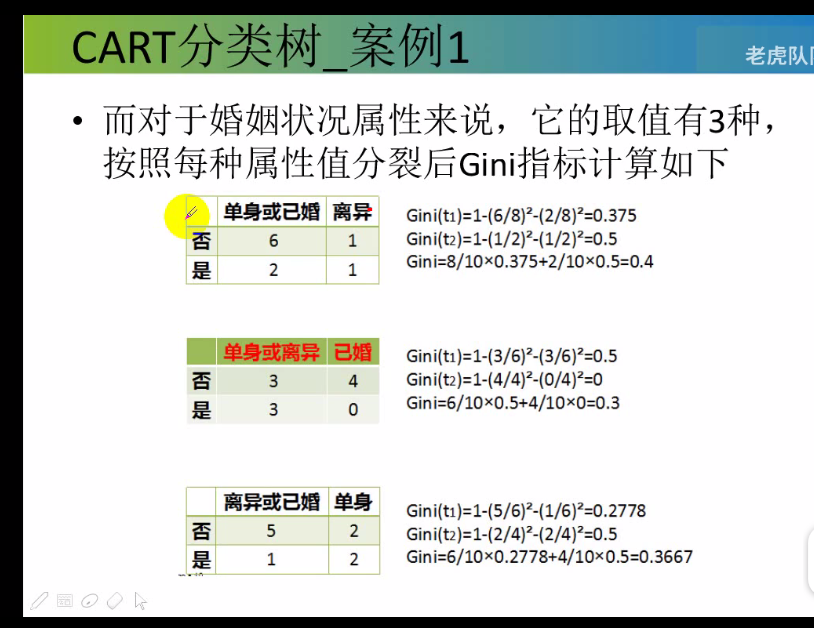 CART分类树_案例1
老虎队
• 而对于婚姻状况属性来说，它的取值有3种，
按照每种属性值分裂后Gini指标计算如下
单身或已婚 离异
否 6 1
是 2 1
Gini(t1)=1-(6/8)²-(2/8)²=0.375
Gini(t2)=1-(1/2)²-(1/2)²=0.5
Gini=8/10×0.375+2/10×0.5=0.4
单身或离异 已婚
否 3 4
是 3 0
Gini(t1)=1-(3/6)²-(3/6)²=0.5
Gini(t2)=1-(4/4)²-(0/4)²=0
Gini=6/10×0.5+4/10×0=0.3
离异或已婚 单身
否 5 2
是 1 2
Gini(t1)=1-(5/6)²-(1/6)²=0.2778
Gini(t2)=1-(2/4)²-(2/4)²=0.5
Gini=6/10×0.2778+4/10×0.5=0.3667